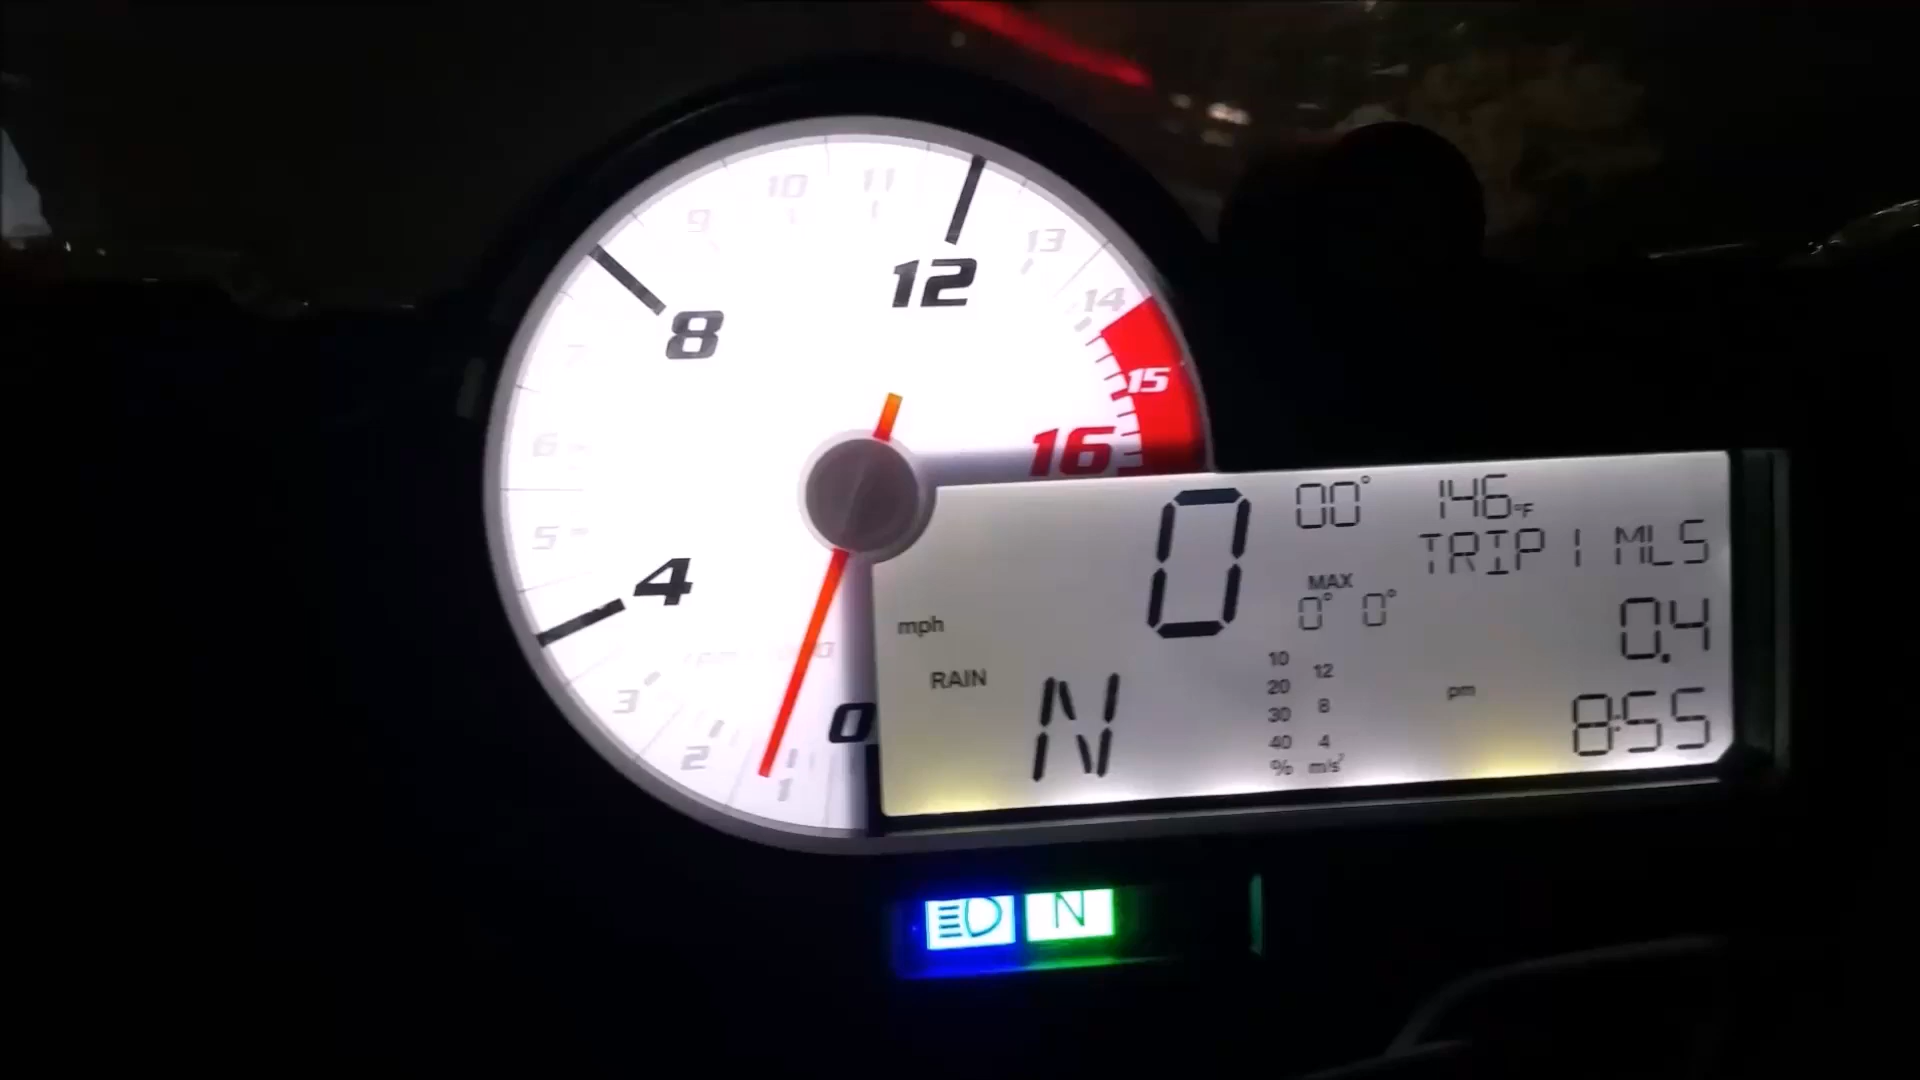 10 11
9 12 13
8 14
7 15
6 16
5
4
3
2
1
0
0 00° 146°F
TRIP 1 MLS
MAX
0° 0°
mph
0.4
RAIN
N
10 12
20 8
30 4
40 m/s²
%
pm
8:55
N